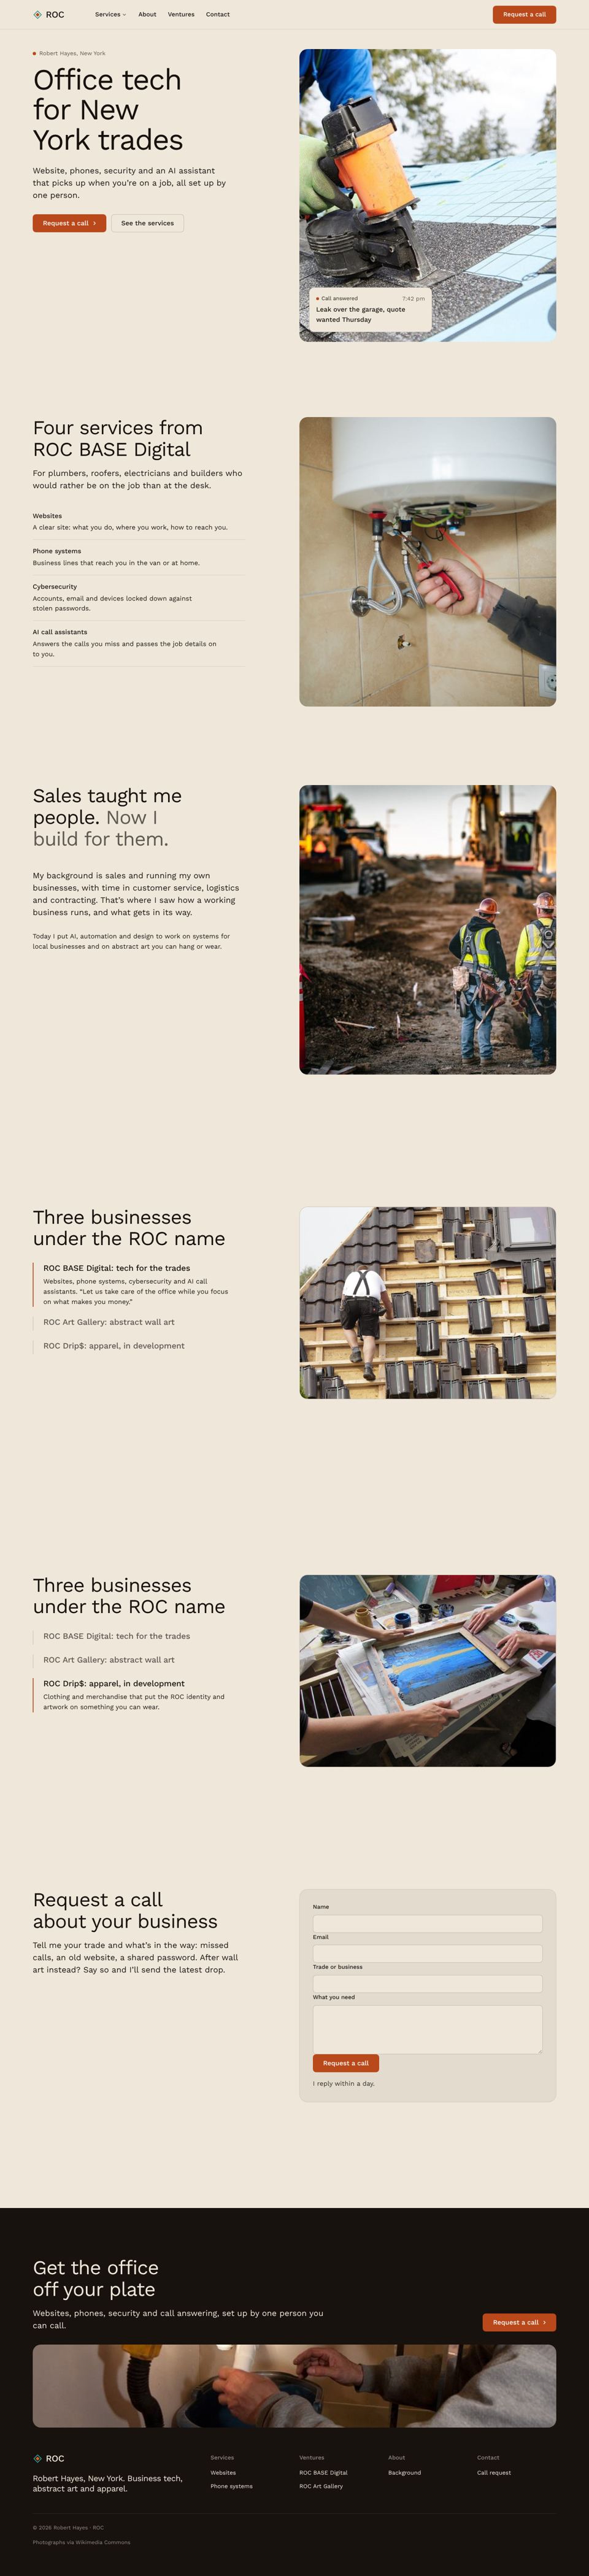 ROC
Services
About
Ventures
Contact
Request a call
Robert Hayes, New York
Office tech
for New
York trades
Website, phones, security and an AI assistant
that picks up when you’re on a job, all set up by
one person.
Request a call
See the services
Call answered
7:42 pm
Leak over the garage, quote
wanted Thursday
Four services from
ROC BASE Digital
For plumbers, roofers, electricians and builders who
would rather be on the job than at the desk.
Websites
A clear site: what you do, where you work, how to reach you.
Phone systems
Business lines that reach you in the van or at home.
Cybersecurity
Accounts, email and devices locked down against
stolen passwords.
AI call assistants
Answers the calls you miss and passes the job details on
to you.
Sales taught me
people. Now I
build for them.
My background is sales and running my own
businesses, with time in customer service, logistics
and contracting. That’s where I saw how a working
business runs, and what gets in its way.
Today I put AI, automation and design to work on systems for
local businesses and on abstract art you can hang or wear.
Three businesses
under the ROC name
ROC BASE Digital: tech for the trades
Websites, phone systems, cybersecurity and AI call
assistants. “Let us take care of the office while you focus
on what makes you money.”
ROC Art Gallery: abstract wall art
ROC Drip$: apparel, in development
Three businesses
under the ROC name
ROC BASE Digital: tech for the trades
ROC Art Gallery: abstract wall art
ROC Drip$: apparel, in development
Clothing and merchandise that put the ROC identity and
artwork on something you can wear.
Request a call
about your business
Tell me your trade and what’s in the way: missed
calls, an old website, a shared password. After wall
art instead? Say so and I’ll send the latest drop.
Name
Email
Trade or business
What you need
Request a call
I reply within a day.
Get the office
off your plate
Websites, phones, security and call answering, set up by one person you
can call.
Request a call
ROC
Robert Hayes, New York. Business tech,
abstract art and apparel.
Services
Websites
Phone systems
Ventures
ROC BASE Digital
ROC Art Gallery
About
Background
Contact
Call request
© 2026 Robert Hayes · ROC
Photographs via Wikimedia Commons